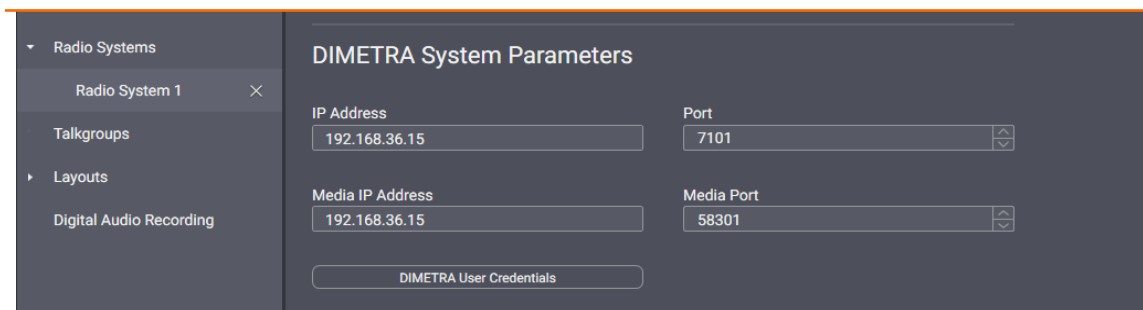 Radio Systems
Radio System 1
Talkgroups
Layouts
Digital Audio Recording
DIMETRA System Parameters
IP Address
192.168.36.15
Port
7101
Media IP Address
192.168.36.15
Media Port
58301
DIMETRA User Credentials